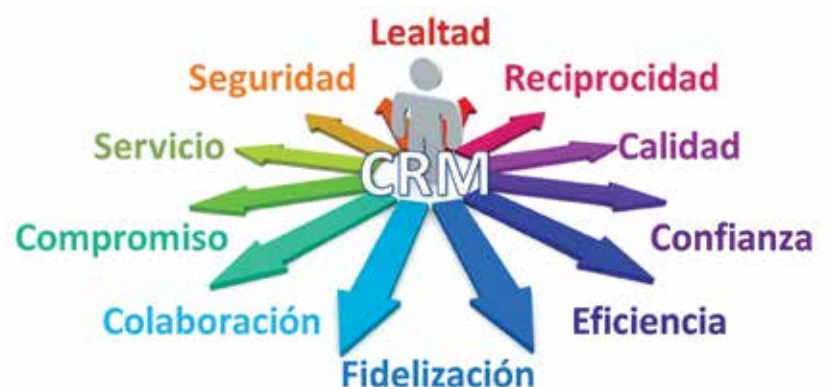 Lealtad
Seguridad
Reciprocidad
Servicio
Calidad
CRM
Compromiso
Confianza
Colaboración
Eficiencia
Fidelización